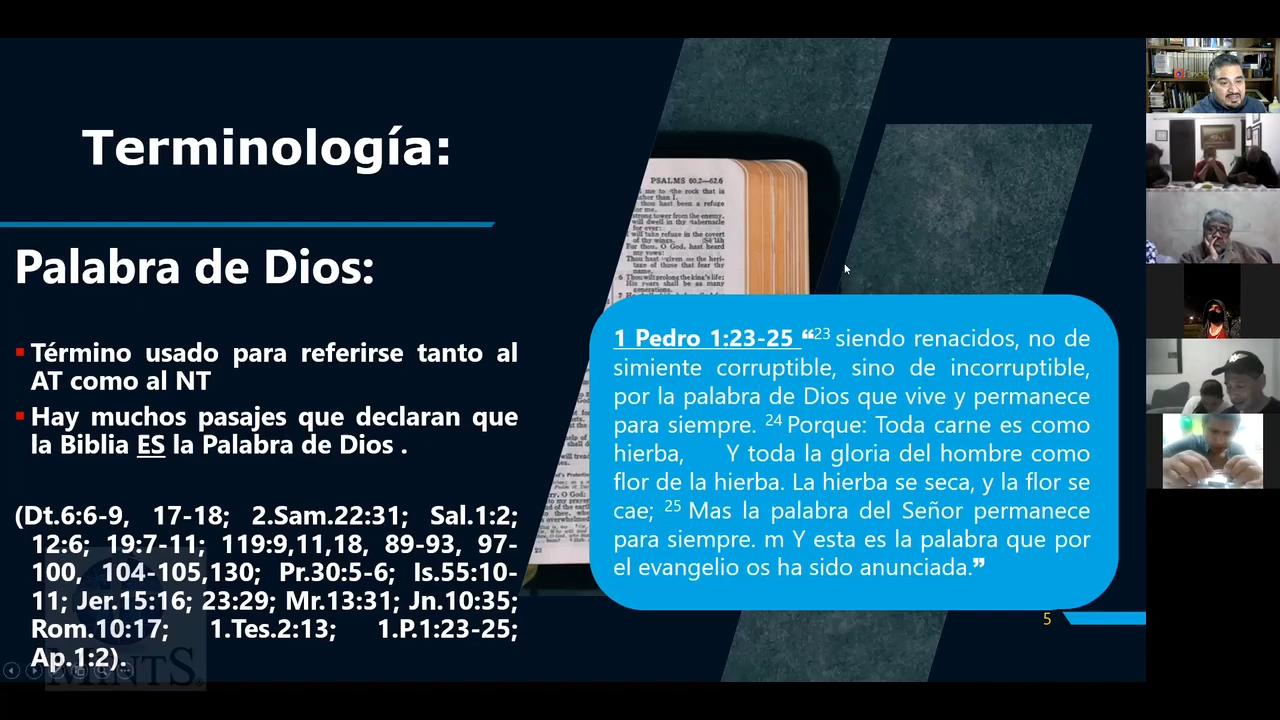 Terminología:
Palabra de Dios:
Término usado para referirse tanto al
AT como al NT
Hay muchos pasajes que declaran que
la Biblia ES la Palabra de Dios .
(Dt.6:6-9, 17-18; 2.Sam.22:31; Sal.1:2;
12:6; 19:7-11; 119:9,11,18, 89-93, 97-
100, 104-105,130; Pr.30:5-6; Is.55:10-
11; Jer.15:16; 23:29; Mr.13:31; Jn.10:35;
Rom.10:17; 1.Tes.2:13; 1.P.1:23-25;
Ap.1:2).
MINTS
PSALMS 60.2—62.6
1 Pedro 1:23-25 ❝23 siendo renacidos, no de
simiente corruptible, sino de incorruptible,
por la palabra de Dios que vive y permanece
para siempre. 24 Porque: Toda carne es como
hierba, Y toda la gloria del hombre como
flor de la hierba. La hierba se seca, y la flor se
cae; 25 Mas la palabra del Señor permanece
para siempre. m Y esta es la palabra que por
el evangelio os ha sido anunciada.❞
5